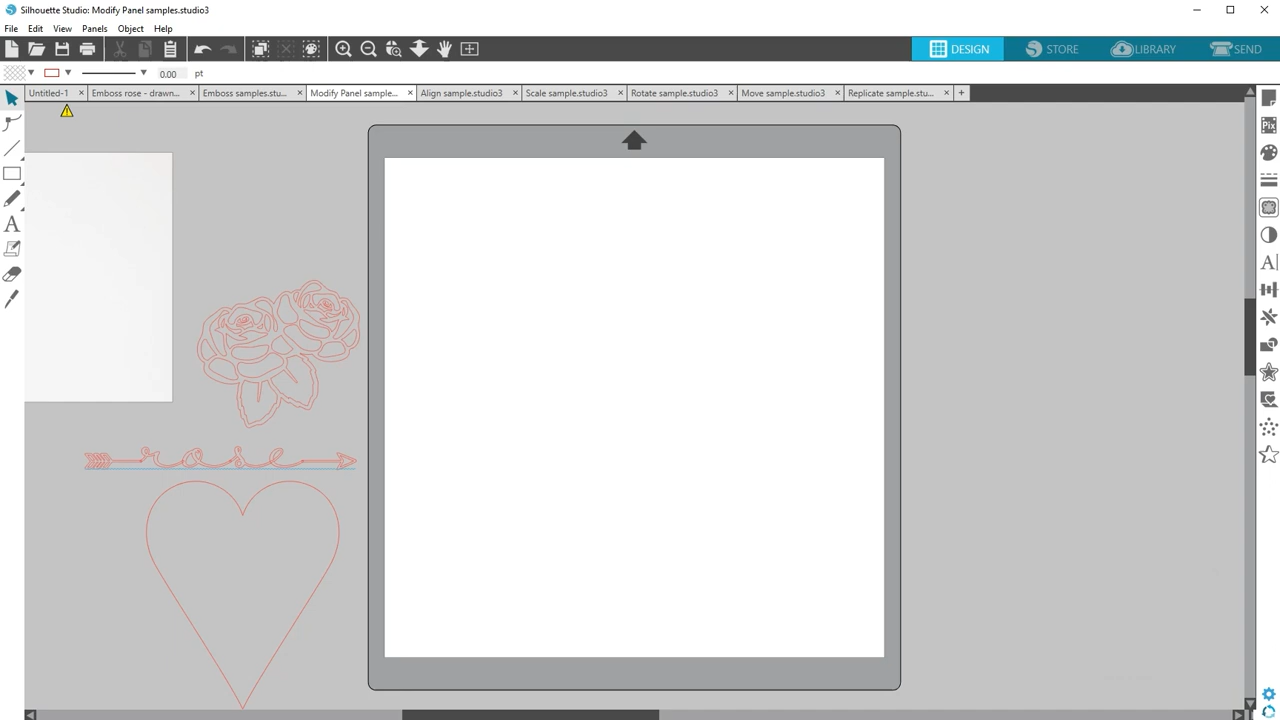 Silhouette Studio: Modify Panel samples.studio3
File Edit View Panels Object Help
DESIGN STORE LIBRARY SEND
0.00 pt
Untitled-1 Emboss rose - drawn... Emboss samples.stu... Modify Panel sample... Align sample.studio3 Scale sample.studio3 Rotate sample.studio3 Move sample.studio3 Replicate sample.stu... +
Pix
A A
rose